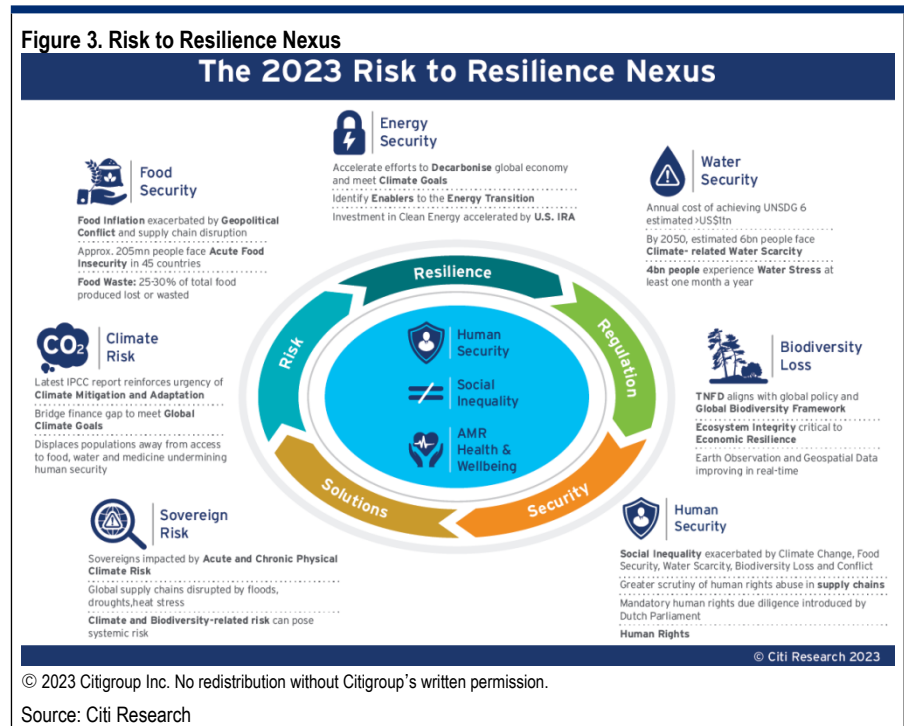 Figure 3. Risk to Resilience Nexus
The 2023 Risk to Resilience Nexus
Energy
Security
Accelerate efforts to Decarbonise global economy
and meet Climate Goals
Identify Enablers to the Energy Transition
Investment in Clean Energy accelerated by U.S. IRA
Food
Security
Food Inflation exacerbated by Geopolitical
Conflict and supply chain disruption
Approx. 205mn people face Acute Food
Insecurity in 45 countries
Food Waste: 25-30% of total food
produced lost or wasted
Water
Security
Annual cost of achieving UNSDG 6
estimated >US$1tn
By 2050, estimated 6bn people face
Climate- related Water Scarcity
4bn people experience Water Stress at
least one month a year
Resilience
Regulation
Security
Solutions
Risk
Human
Security
Social
Inequality
AMR
Health &
Wellbeing
CO2
Climate
Risk
Latest IPCC report reinforces urgency of
Climate Mitigation and Adaptation
Bridge finance gap to meet Global
Climate Goals
Displaces populations away from access
to food, water and medicine undermining
human security
Biodiversity
Loss
TNFD aligns with global policy and
Global Biodiversity Framework
Ecosystem Integrity critical to
Economic Resilience
Earth Observation and Geospatial Data
improving in real-time
Sovereign
Risk
Sovereigns impacted by Acute and Chronic Physical
Climate Risk
Global supply chains disrupted by floods,
droughts,heat stress
Climate and Biodiversity-related risk can pose
systemic risk
Human
Security
Social Inequality exacerbated by Climate Change, Food
Security, Water Scarcity, Biodiversity Loss and Conflict
Greater scrutiny of human rights abuse in supply chains
Mandatory human rights due diligence introduced by
Dutch Parliament
Human Rights
© Citi Research 2023
© 2023 Citigroup Inc. No redistribution without Citigroup's written permission.
Source: Citi Research